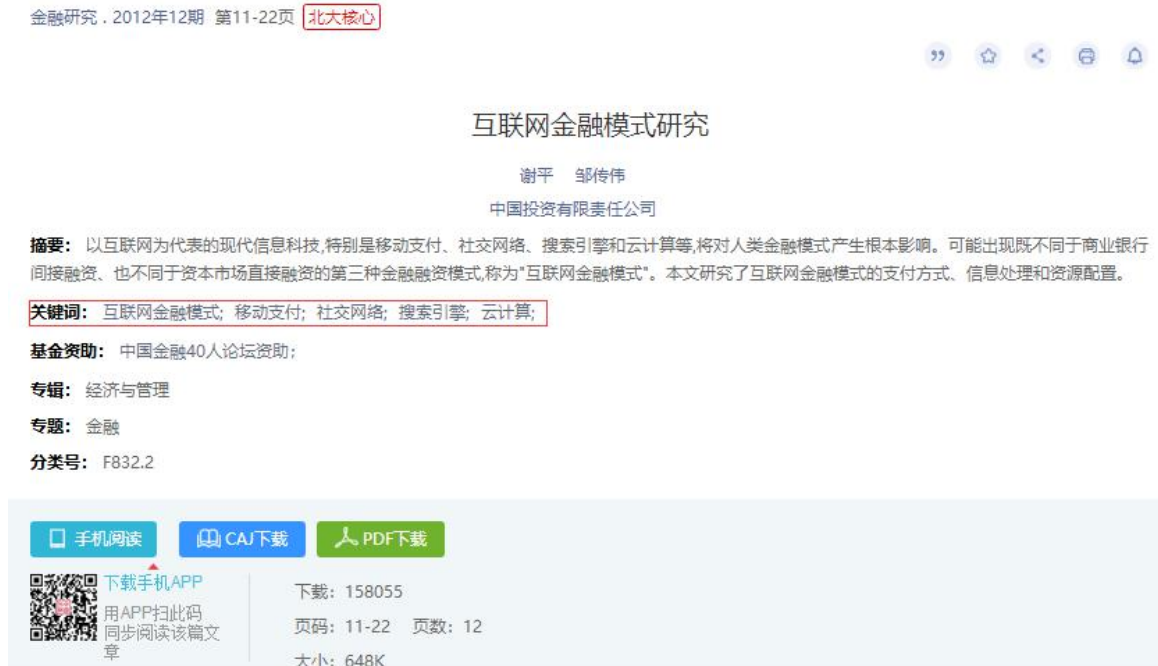 金融研究 . 2012年12期 第11-22页 北大核心
互联网金融模式研究
谢平 邹传伟
中国投资有限责任公司
摘要： 以互联网为代表的现代信息科技,特别是移动支付、社交网络、搜索引擎和云计算等,将对人类金融模式产生根本影响。可能出现既不同于商业银行
间接融资、也不同于资本市场直接融资的第三种金融融资模式,称为"互联网金融模式"。本文研究了互联网金融模式的支付方式、信息处理和资源配置。
关键词： 互联网金融模式; 移动支付; 社交网络; 搜索引擎; 云计算;
基金资助： 中国金融40人论坛资助;
专辑： 经济与管理
专题： 金融
分类号： F832.2
手机阅读 CAJ下载 PDF下载
下载手机APP
用APP扫此码
同步阅读该篇文
章
下载：158055
页码：11-22 页数：12
大小：648K